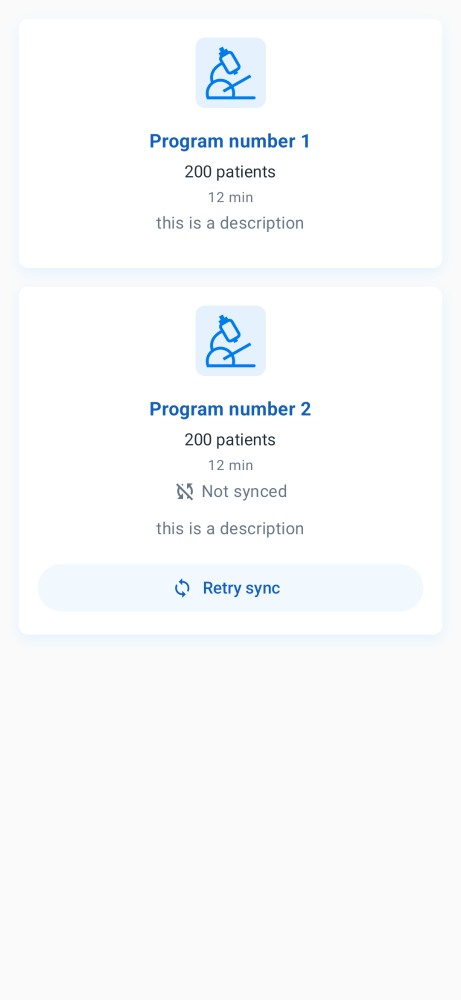 Program number 1
200 patients
12 min
this is a description
Program number 2
200 patients
12 min
Not synced
this is a description
Retry sync